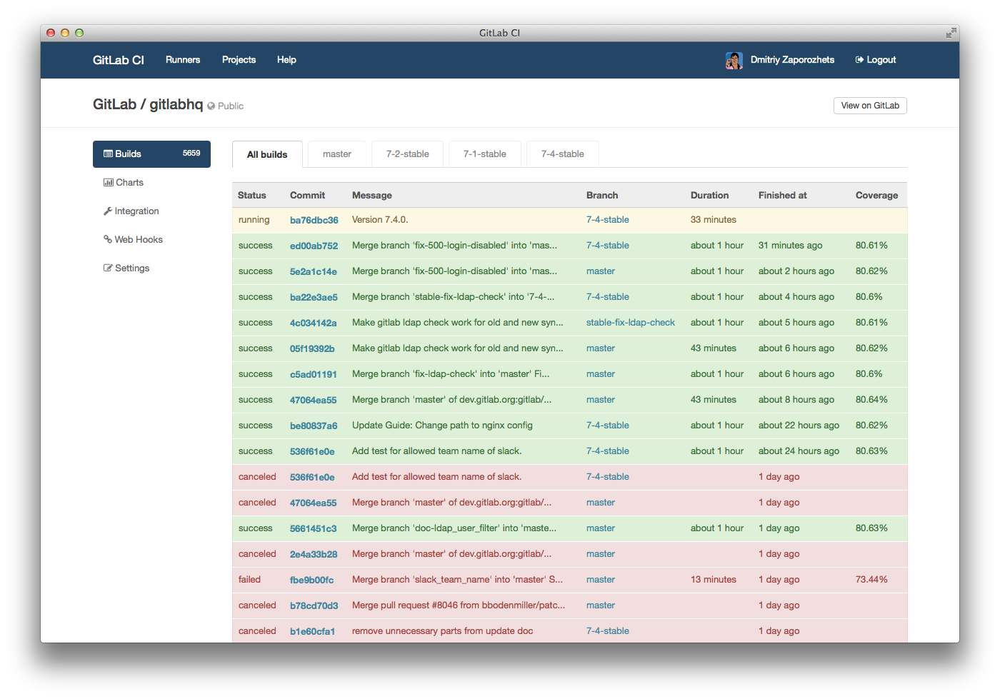 GitLab CI
GitLab CI Runners Projects Help Dmitriy Zaporozhets Logout
GitLab / gitlabhq Public View on GitLab
Builds 5659
Charts
Integration
Web Hooks
Settings
All builds master 7-2-stable 7-1-stable 7-4-stable
Status Commit Message Branch Duration Finished at Coverage
running ba76dbc36 Version 7.4.0. 7-4-stable 33 minutes
success ed00ab752 Merge branch 'fix-500-login-disabled' into 'mas... 7-4-stable about 1 hour 31 minutes ago 80.61%
success 5e2a1c14e Merge branch 'fix-500-login-disabled' into 'mas... master about 1 hour about 2 hours ago 80.62%
success ba22e3ae5 Merge branch 'stable-fix-ldap-check' into '7-4-... 7-4-stable about 1 hour about 4 hours ago 80.6%
success 4c034142a Make gitlab ldap check work for old and new syn... stable-fix-ldap-check about 1 hour about 5 hours ago 80.61%
success 05f19392b Make gitlab ldap check work for old and new syn... master 43 minutes about 6 hours ago 80.62%
success c5ad01191 Merge branch 'fix-ldap-check' into 'master' Fi... master about 1 hour about 6 hours ago 80.6%
success 47064ea55 Merge branch 'master' of dev.gitlab.org:gitlab/... master 43 minutes about 8 hours ago 80.64%
success be80837a6 Update Guide: Change path to nginx config 7-4-stable about 1 hour about 22 hours ago 80.62%
success 536f61e0e Add test for allowed team name of slack. 7-4-stable about 1 hour about 24 hours ago 80.63%
canceled 536f61e0e Add test for allowed team name of slack. 7-4-stable 1 day ago
canceled 47064ea55 Merge branch 'master' of dev.gitlab.org:gitlab/... master 1 day ago
success 5661451c3 Merge branch 'doc-ldap_user_filter' into 'maste... master about 1 hour 1 day ago 80.63%
canceled 2e4a33b28 Merge branch 'master' of dev.gitlab.org:gitlab/... master 1 day ago
failed fbe9b00fc Merge branch 'slack_team_name' into 'master' S... master 13 minutes 1 day ago 73.44%
canceled b78cd70d3 Merge pull request #8046 from bbodenmiller/patc... master 1 day ago
canceled b1e60cfa1 remove unnecessary parts from update doc 7-4-stable 1 day ago